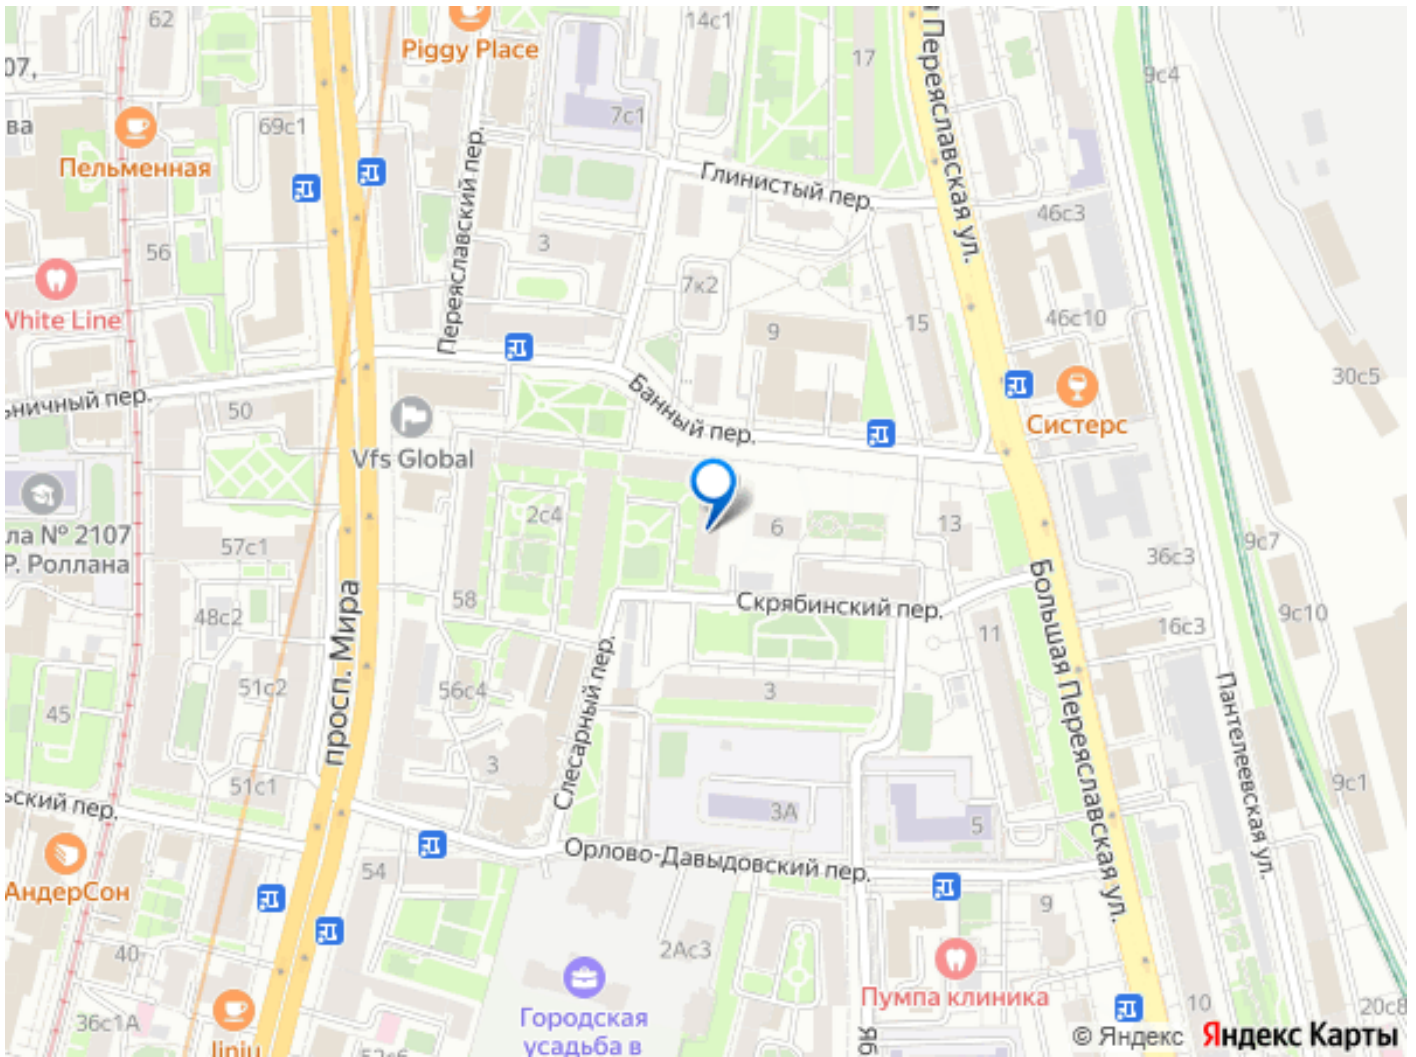 62
Piggy Place
14с1
я Переяславская ул.
17
07,
ва
69с1
7с1
9с4
Пельменная
Переяславский пер.
Глинистый пер.
46с3
56
3
7к2
White Line
15
46с10
9
30с5
ьничный пер.
50
Банный пер.
Систерс
Vfs Global
ла № 2107
Р. Роллана
2с4
6
13
57с1
36с3
9с7
58
Скрябинский пер.
48с2
11
16с3
9с10
просп. Мира
Большая Переяславская ул.
51с2
56с4
3
45
Слесарный пер.
Пантелеевская ул.
3
51с1
9с1
ьский пер.
3А
5
Орлово-Давыдовский пер.
54
АндерСон
9
40
2Ас3
Пумпа клиника
10
20с8
36с1А
Городская
усадьба в
Jinju
52с6
© Яндекс Яндекс Карты